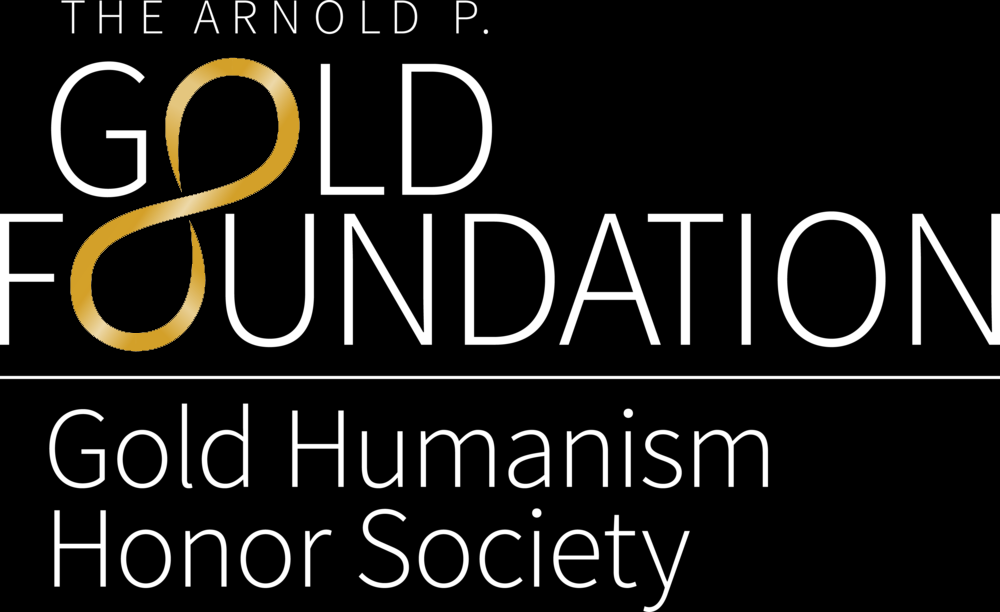 THE ARNOLD P.
GOLD
FOUNDATION
Gold Humanism
Honor Society